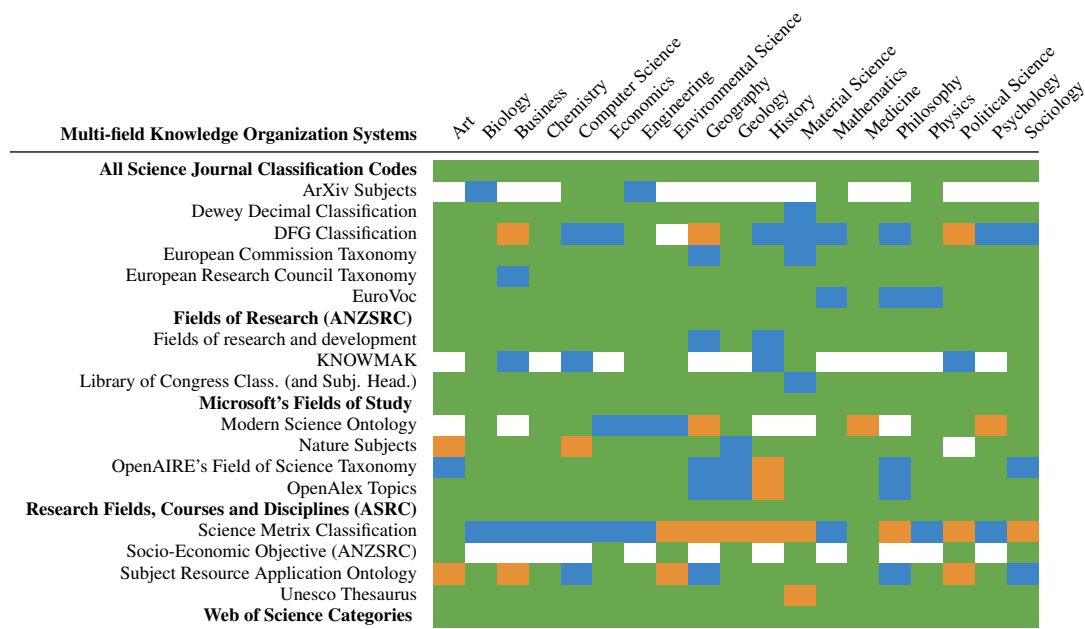 Multi-field Knowledge Organization Systems
Art
Biology
Business
Chemistry
Computer Science
Economics
Engineering
Environmental Science
Geography
Geology
History
Material Science
Mathematics
Medicine
Philosophy
Physics
Political Science
Psychology
Sociology
All Science Journal Classification Codes
ArXiv Subjects
Dewey Decimal Classification
DFG Classification
European Commission Taxonomy
European Research Council Taxonomy
EuroVoc
Fields of Research (ANZSRC)
Fields of research and development
KNOWMAK
Library of Congress Class. (and Subj. Head.)
Microsoft's Fields of Study
Modern Science Ontology
Nature Subjects
OpenAIRE's Field of Science Taxonomy
OpenAlex Topics
Research Fields, Courses and Disciplines (ASRC)
Science Metrix Classification
Socio-Economic Objective (ANZSRC)
Subject Resource Application Ontology
Unesco Thesaurus
Web of Science Categories